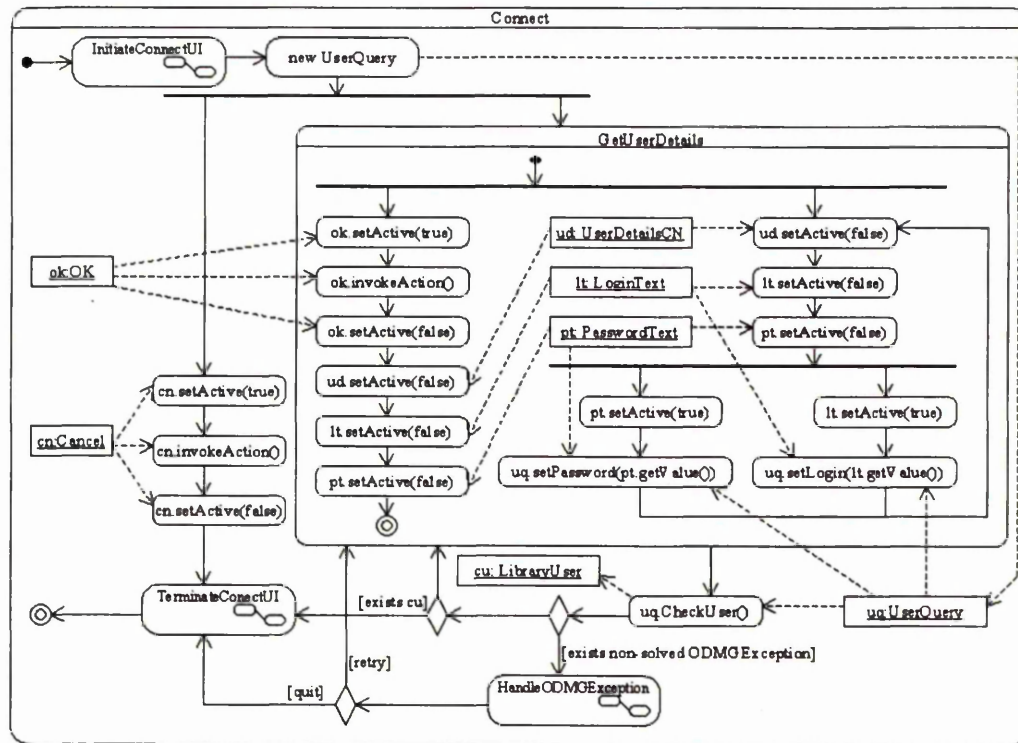 Connect
InitiateConnectUI
new UserQuery
GetUserDetails
ok.setActive(true)
ud: UserDetailsCN
ud.setActive(false)
ok:OK
ok.invokeAction()
lt: LoginText
lt.setActive(false)
ok.setActive(false)
pt: PasswordText
pt.setActive(false)
cn.setActive(true)
ud.setActive(false)
pt.setActive(true)
lt.setActive(true)
cn:Cancel
cn.invokeAction()
lt.setActive(false)
uq.setPassword(pt.getValue())
uq.setLogin(lt.getValue())
pt.setActive(false)
cn.setActive(false)
cu: LibraryUser
TerminateConectUI
[exists cu]
uq.CheckUser()
uq:UserQuery
[retry]
[exists non-solved ODMGException]
[quit]
HandleODMGException